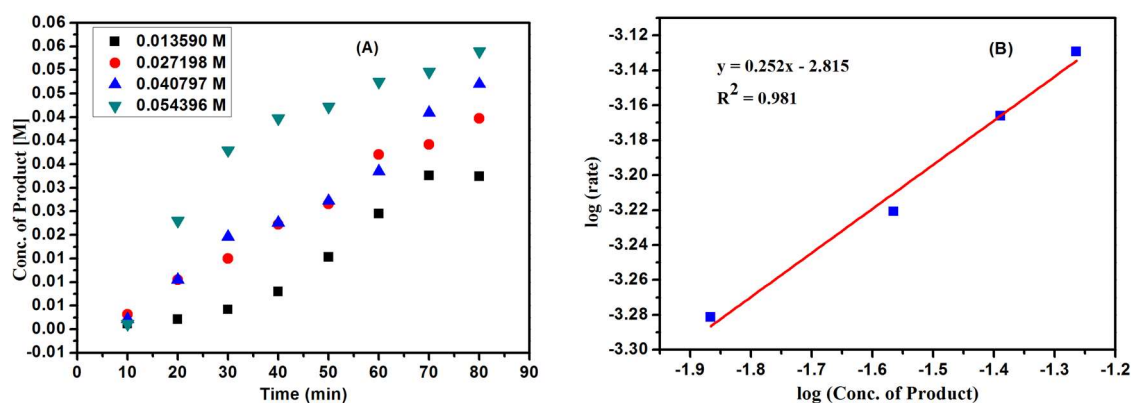 0.06
0.06
0.05
0.05
0.04
0.04
0.03
0.03
0.01
0.01
0.00
-0.01
Conc. of Product [M]
0.013590 M
0.027198 M
0.040797 M
0.054396 M
(A)
10 20 30 40 50 60 70 80 90
Time (min)
-3.12
-3.14
-3.16
-3.18
-3.20
-3.22
-3.24
-3.26
-3.28
-3.30
log (rate)
(B)
y = 0.252x - 2.815
R2 = 0.981
-1.9 -1.8 -1.7 -1.6 -1.5 -1.4 -1.3 -1.2
log (Conc. of Product)